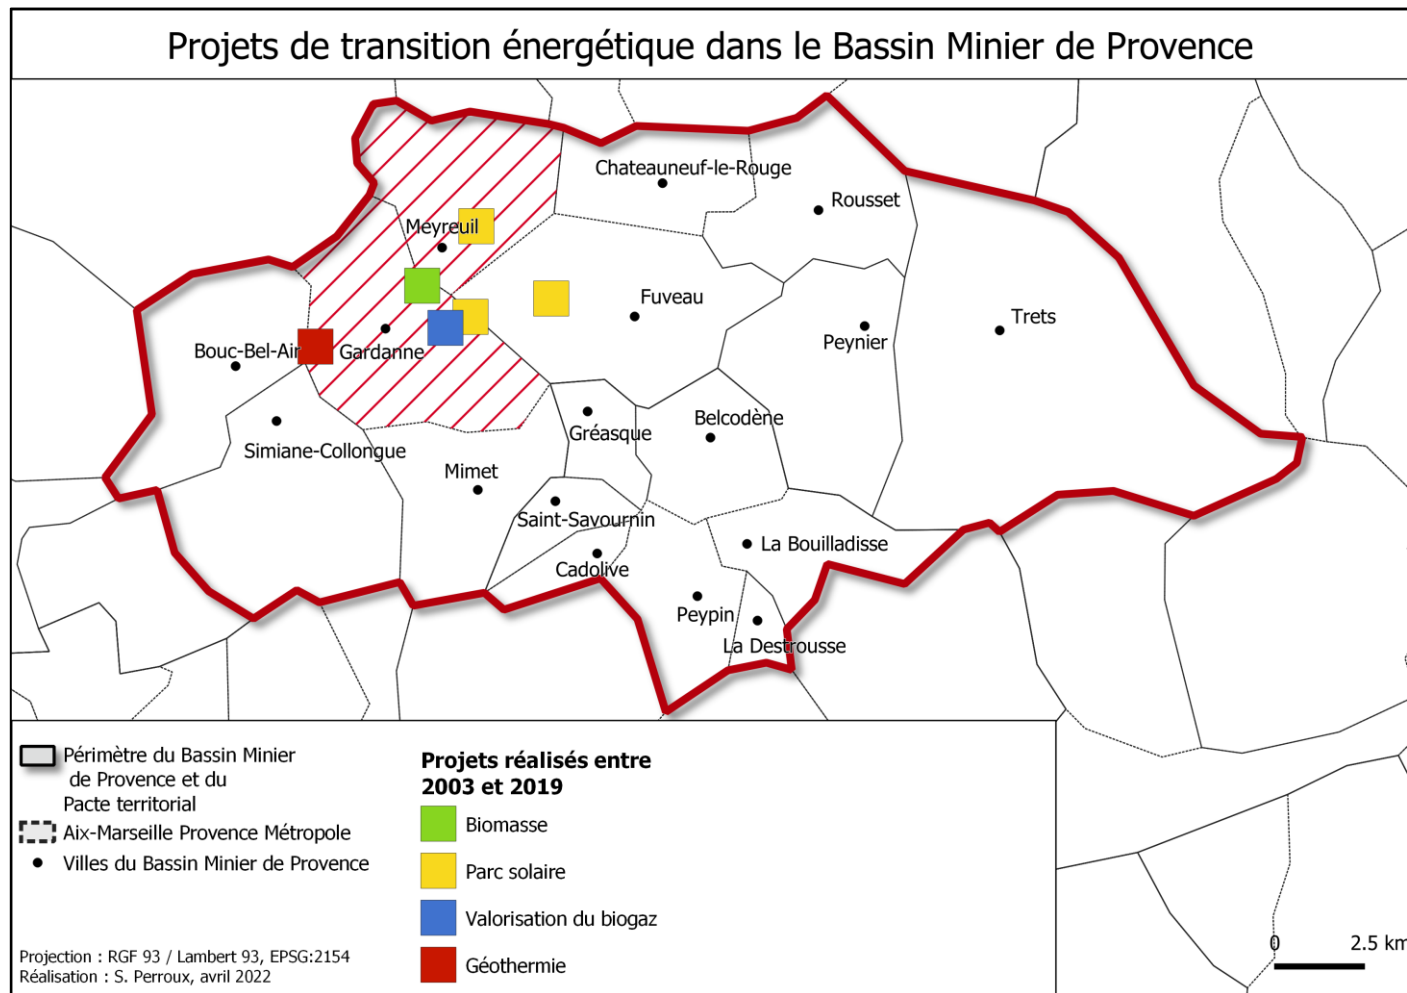 Projets de transition énergétique dans le Bassin Minier de Provence
Chateauneuf-le-Rouge
Rousset
Meyreuil
Fuveau
Trets
Peynier
Bouc-Bel-Air
Gardanne
Belcodène
Gréasque
Simiane-Collongue
Mimet
Saint-Savournin
La Bouilladisse
Cadolive
Peypin
La Destrousse
Périmètre du Bassin Minier
de Provence et du
Pacte territorial
Aix-Marseille Provence Métropole
Villes du Bassin Minier de Provence
Projection : RGF 93 / Lambert 93, EPSG:2154
Réalisation : S. Perroux, avril 2022
Projets réalisés entre
2003 et 2019
Biomasse
Parc solaire
Valorisation du biogaz
Géothermie
0 2.5 km